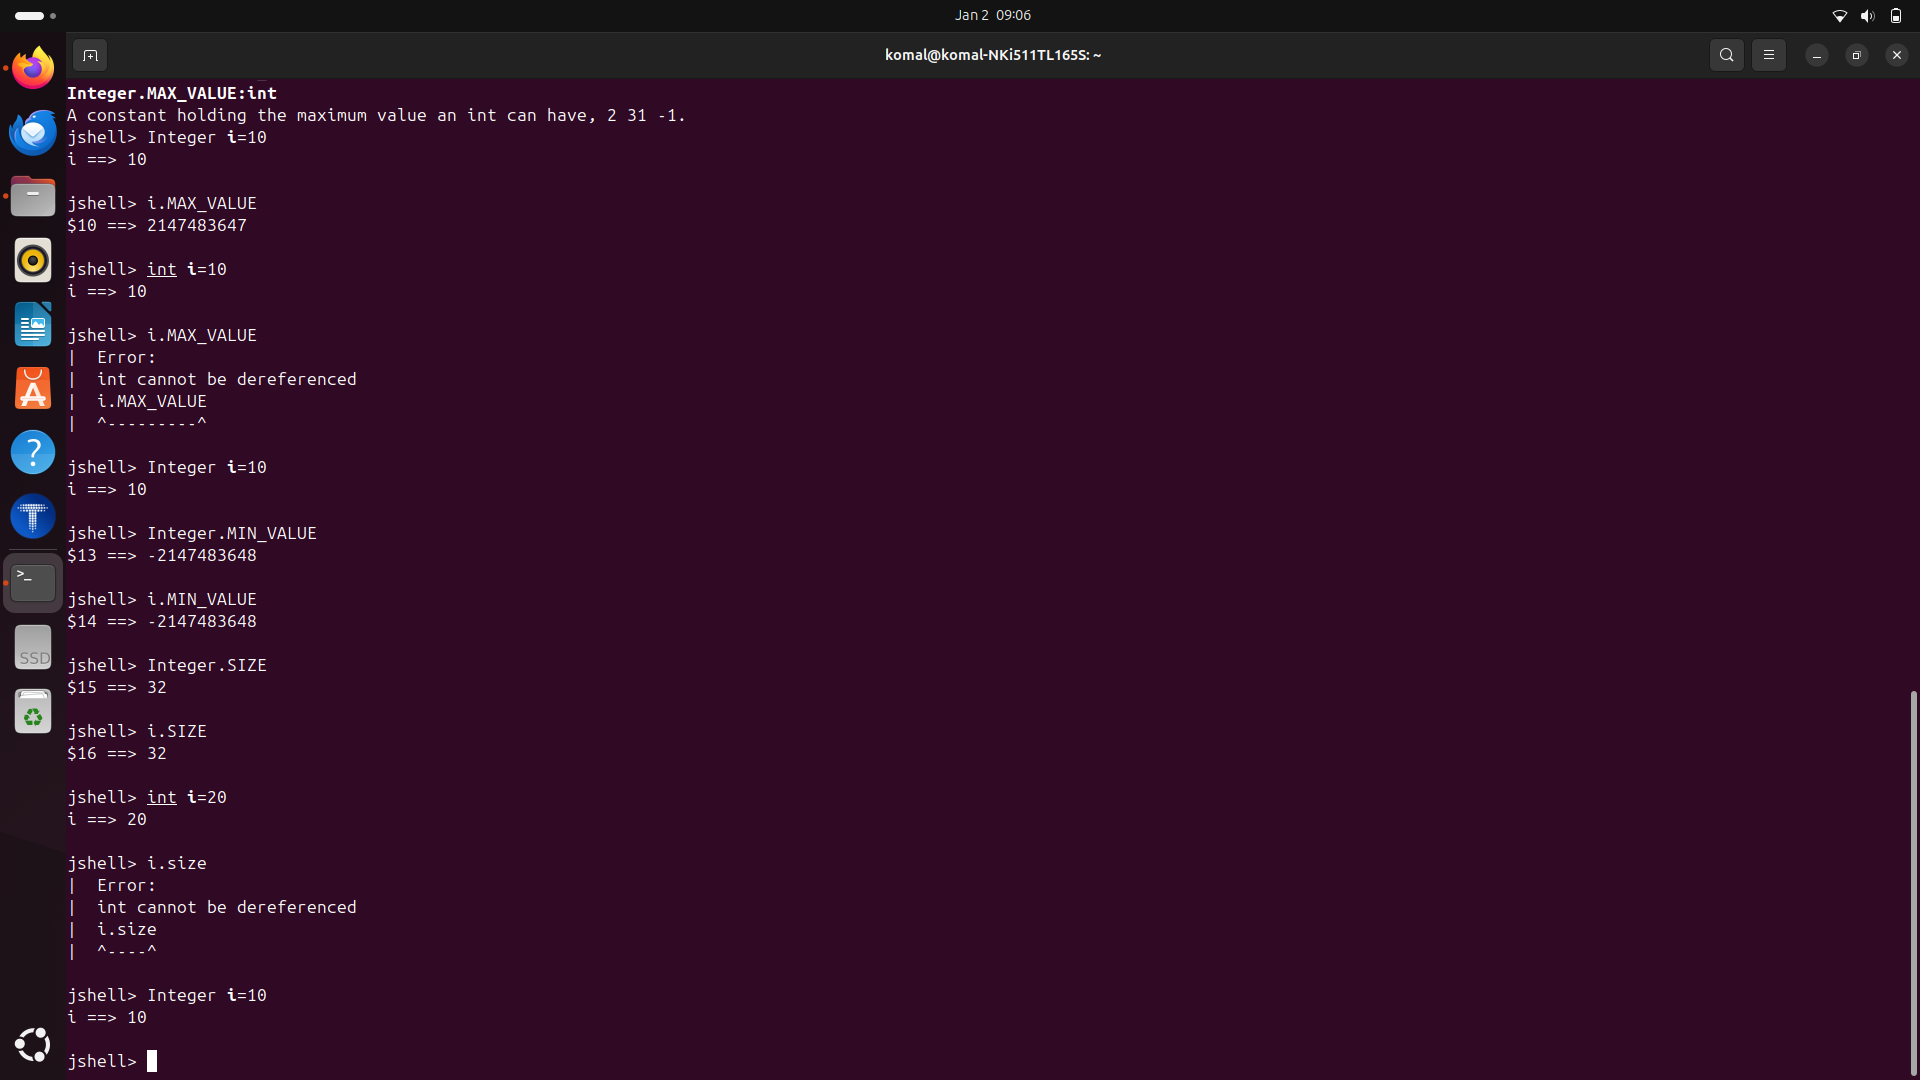 Jan 2 09:06
komal@komal-NKi511TL165S: ~
Integer.MAX_VALUE:int
A constant holding the maximum value an int can have, 2 31 -1.
jshell> Integer i=10
i ==> 10
jshell> i.MAX_VALUE
$10 ==> 2147483647
jshell> int i=10
i ==> 10
jshell> i.MAX_VALUE
|  Error:
|  int cannot be dereferenced
|  i.MAX_VALUE
|  ^---------^
jshell> Integer i=10
i ==> 10
jshell> Integer.MIN_VALUE
$13 ==> -2147483648
jshell> i.MIN_VALUE
$14 ==> -2147483648
jshell> Integer.SIZE
$15 ==> 32
jshell> i.SIZE
$16 ==> 32
jshell> int i=20
i ==> 20
jshell> i.size
|  Error:
|  int cannot be dereferenced
|  i.size
|  ^----^
jshell> Integer i=10
i ==> 10
jshell>
SSD